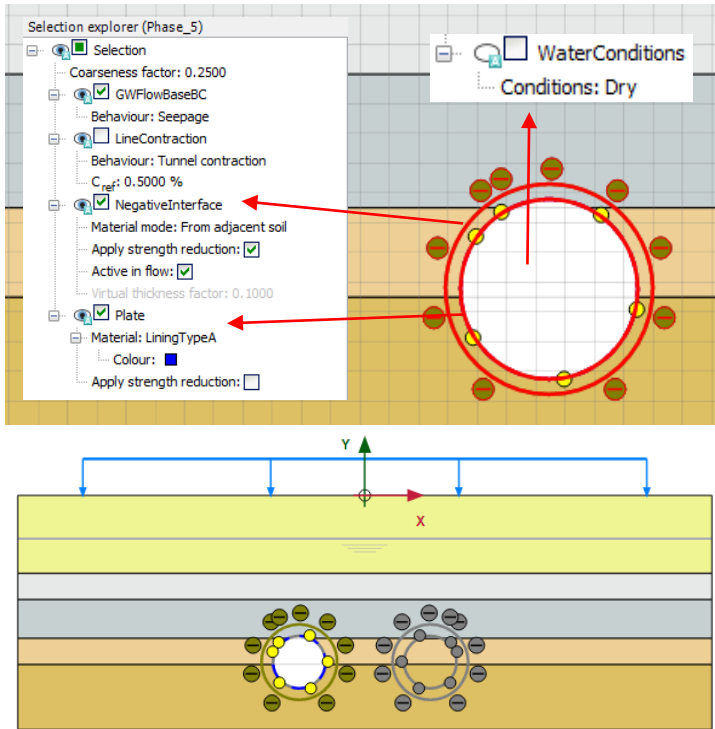 Selection explorer (Phase_5)
Selection
Coarseness factor: 0.2500
GWFlowBaseBC
Behaviour: Seepage
LineContraction
Behaviour: Tunnel contraction
Cref: 0.5000 %
NegativeInterface
Material mode: From adjacent soil
Apply strength reduction:
Active in flow:
Virtual thickness factor: 0.1000
Plate
Material: LiningTypeA
Colour:
Apply strength reduction:
WaterConditions
Conditions: Dry
Y
X